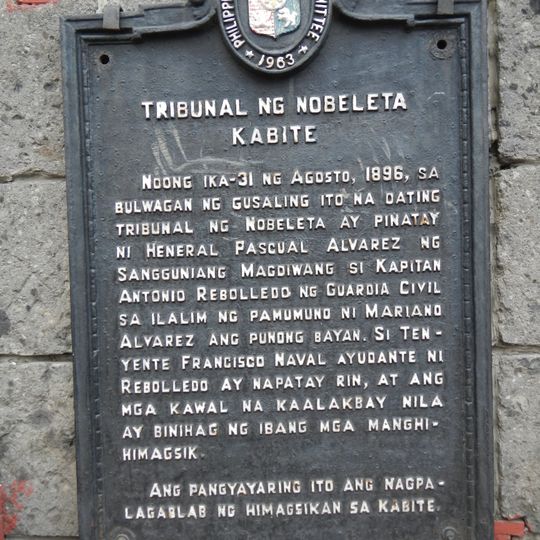 PHILIPP
TTEE
★ 1963 ★
TRIBUNAL NG NOBELETA
KABITE
NOONG IKA-31 NG AGOSTO, 1896, SA
BULWAGAN NG GUSALING ITO NA DATING
TRIBUNAL NG NOBELETA AY PINATAY
NI HENERAL PASCUAL ALVAREZ NG
SANGGUNIANG MAGDIWANG SI KAPITAN
ANTONIO REBOLLEDO NG GUARDIA CIVIL
SA ILALIM NG PAMUMUNO NI MARIANO
ALVAREZ ANG PUNONG BAYAN. SI TEN-
YENTE FRANCISCO NAVAL AYUDANTE NI
REBOLLEDO AY NAPATAY RIN, AT ANG
MGA KAWAL NA KAALAKBAY NILA
AY BINIHAG NG IBANG MGA MANGHI-
HIMAGSIK.
ANG PANGYAYARING ITO ANG NAGPA-
LAGABLAB NG HIMAGSIKAN SA KABITE.